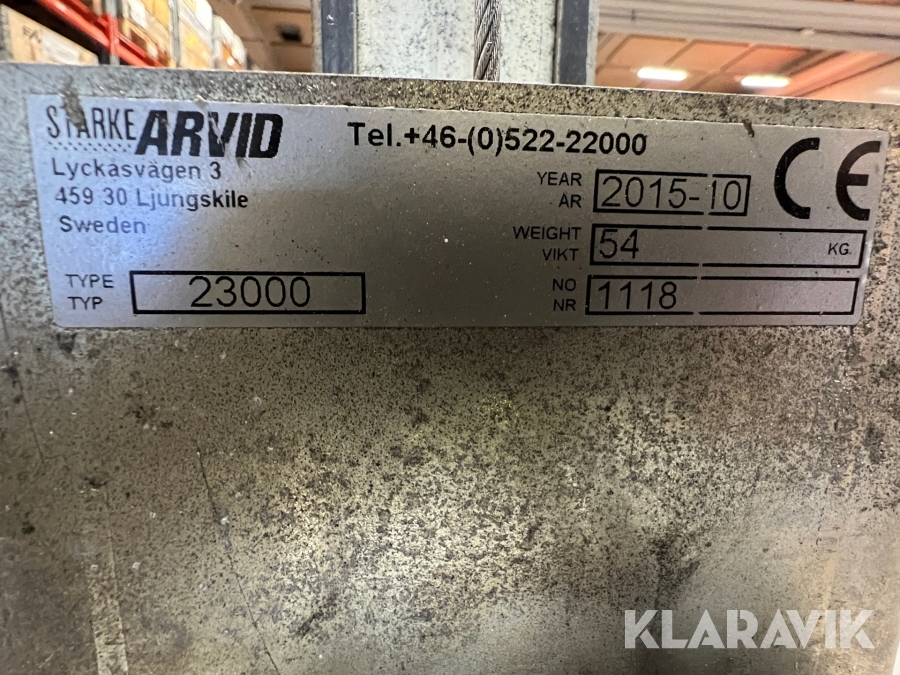 STARKE ARVID
Tel.+46-(0)522-22000
Lyckasvägen 3
459 30 Ljungskile
Sweden
YEAR
ÅR
2015-10
CE
WEIGHT
VIKT
54
KG
TYPE
TYP
23000
NO
NR
1118
KLARAVIK